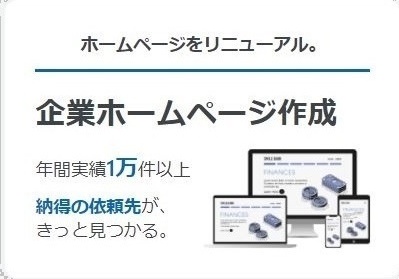 ホームページをリニューアル。
企業ホームページ作成
年間実績1万件以上
納得の依頼先が、
きっと見つかる。
FINANCES
FINANCES
FINANCES